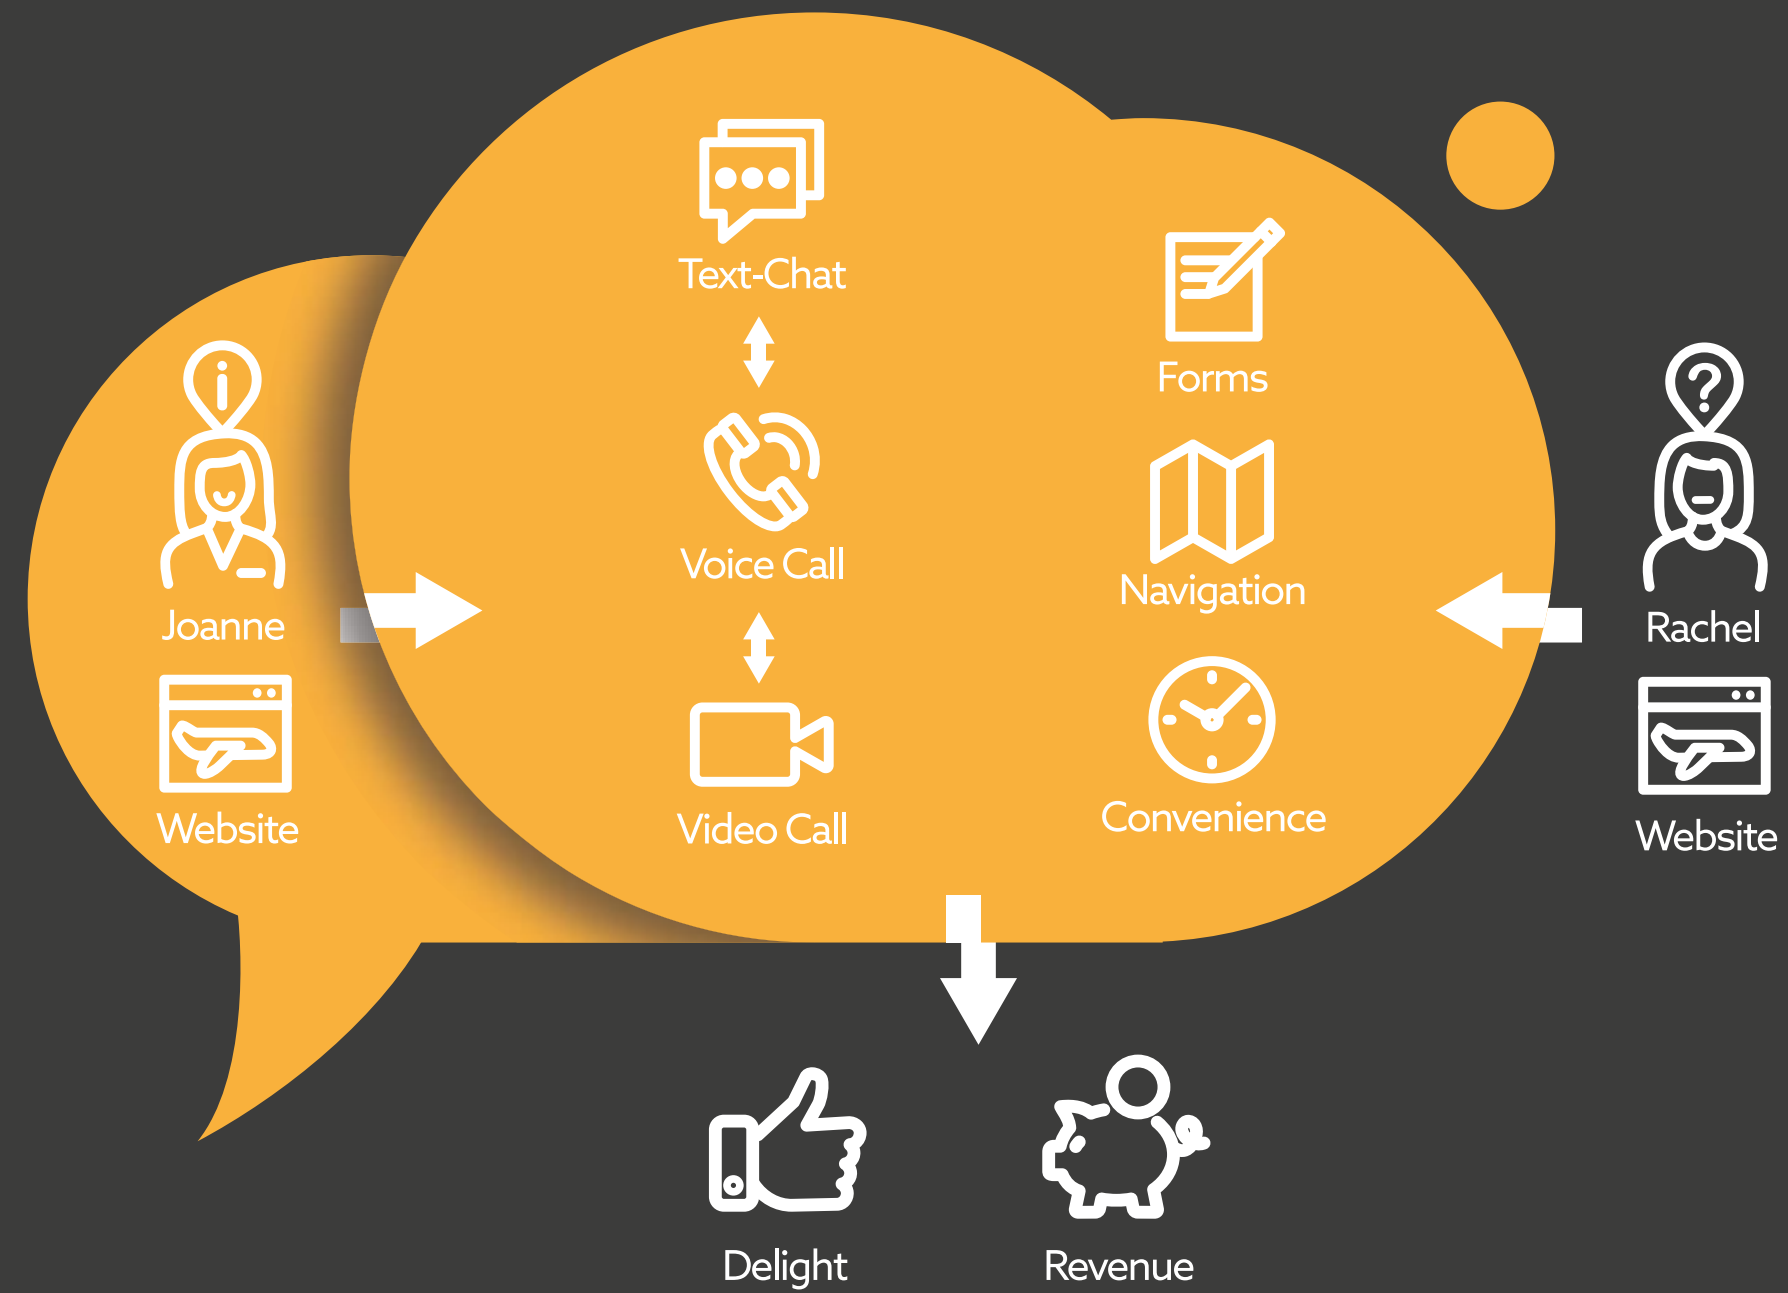 Text-Chat
Voice Call
Video Call
Forms
Navigation
Convenience
i
Joanne
Website
?
Rachel
Website
Delight
Revenue